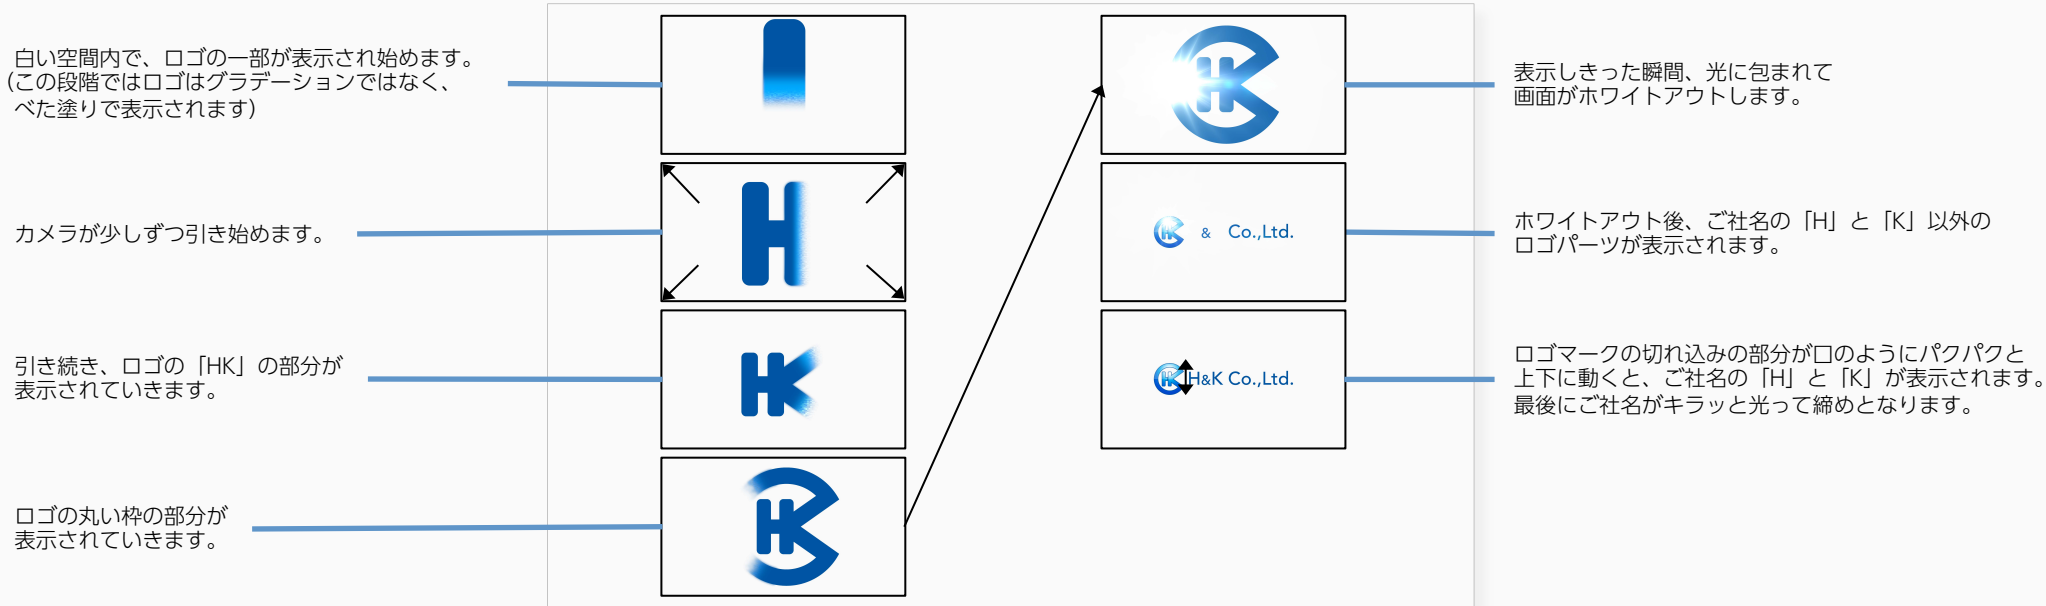 白い空間内で、ロゴの一部が表示され始めます。
(この段階ではロゴはグラデーションではなく、
べた塗りで表示されます)
カメラが少しずつ引き始めます。
H
引き続き、ロゴの「HK」の部分が
表示されていきます。
HK
ロゴの丸い枠の部分が
表示されていきます。
HK
HK
表示しきった瞬間、光に包まれて
画面がホワイトアウトします。
HK & Co.,Ltd.
ホワイトアウト後、ご社名の「H」と「K」以外の
ロゴパーツが表示されます。
HK H&K Co.,Ltd.
ロゴマークの切れ込みの部分が口のようにパクパクと
上下に動くと、ご社名の「H」と「K」が表示されます。
最後にご社名がキラッと光って締めとなります。